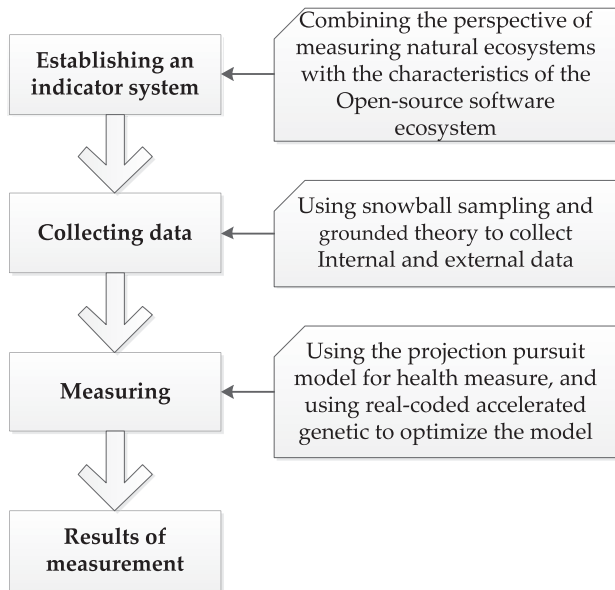 Establishing an
indicator system
Combining the perspective of
measuring natural ecosystems
with the characteristics of the
Open-source software
ecosystem
Collecting data
Using snowball sampling and
grounded theory to collect
Internal and external data
Measuring
Using the projection pursuit
model for health measure, and
using real-coded accelerated
genetic to optimize the model
Results of
measurement